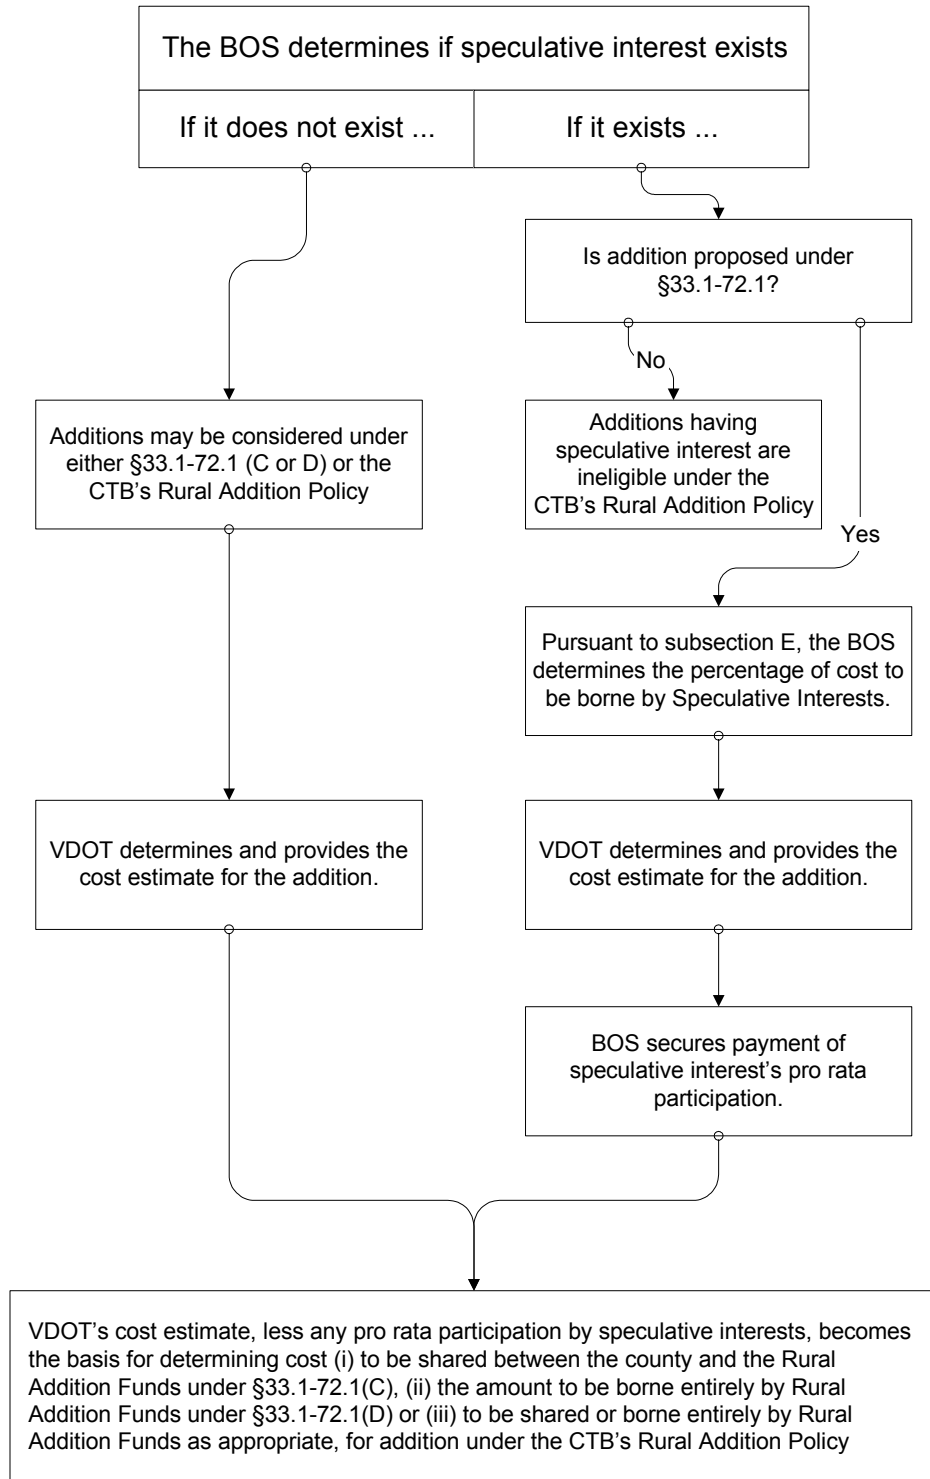 The BOS determines if speculative interest exists
If it does not exist ...
If it exists ...
Is addition proposed under
§33.1-72.1?
No
Yes
Additions may be considered under
either §33.1-72.1 (C or D) or the
CTB's Rural Addition Policy
Additions having
speculative interest are
ineligible under the
CTB's Rural Addition Policy
Pursuant to subsection E, the BOS
determines the percentage of cost to
be borne by Speculative Interests.
VDOT determines and provides the
cost estimate for the addition.
VDOT determines and provides the
cost estimate for the addition.
BOS secures payment of
speculative interest's pro rata
participation.
VDOT's cost estimate, less any pro rata participation by speculative interests, becomes
the basis for determining cost (i) to be shared between the county and the Rural
Addition Funds under §33.1-72.1(C), (ii) the amount to be borne entirely by Rural
Addition Funds under §33.1-72.1(D) or (iii) to be shared or borne entirely by Rural
Addition Funds as appropriate, for addition under the CTB's Rural Addition Policy